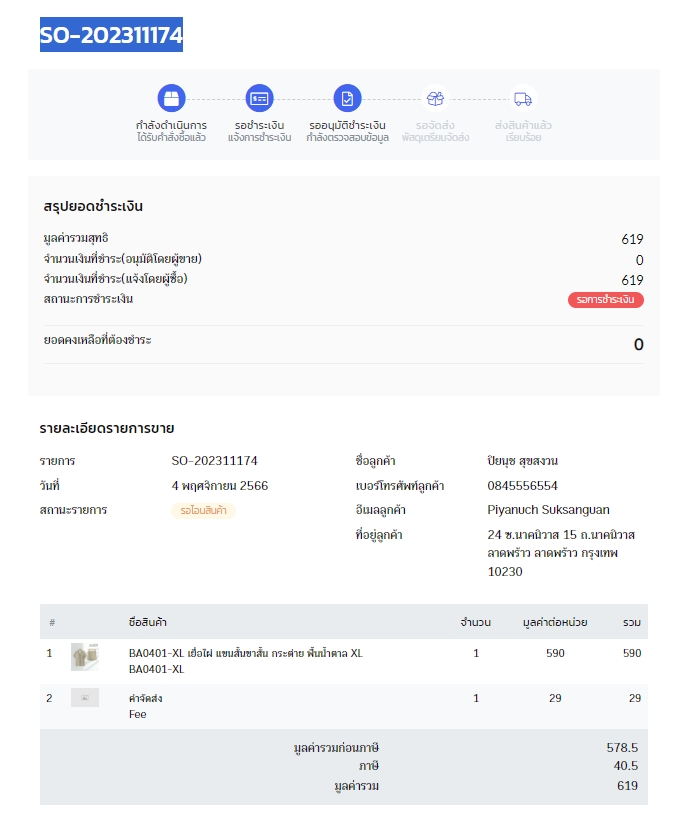 SO-202311174
กำลังดำเนินการ
ได้รับคำสั่งซื้อแล้ว
รอชำระเงิน
แจ้งการชำระเงิน
รออนุมัติชำระเงิน
กำลังตรวจสอบข้อมูล
รอจัดส่ง
พัสดุเตรียมจัดส่ง
ส่งสินค้าแล้ว
เรียบร้อย
สรุปยอดชำระเงิน
มูลค่ารวมสุทธิ 619
จำนวนเงินที่ชำระ(อนุมัติโดยผู้ขาย) 0
จำนวนเงินที่ชำระ(แจ้งโดยผู้ซื้อ) 619
สถานะการชำระเงิน รอการชำระเงิน
ยอดคงเหลือที่ต้องชำระ 0
รายละเอียดรายการขาย
รายการ SO-202311174
วันที่ 4 พฤศจิกายน 2566
สถานะรายการ รอโอนสินค้า
ชื่อลูกค้า ปิยนุช สุขสงวน
เบอร์โทรศัพท์ลูกค้า 0845556554
อีเมลลูกค้า Piyanuch Suksanguan
ที่อยู่ลูกค้า 24 ซ.นาคนิวาส 15 ถ.นาคนิวาส
ลาดพร้าว ลาดพร้าว กรุงเทพ
10230
# ชื่อสินค้า จำนวน มูลค่าต่อหน่วย รวม
1 BA0401-XL เยื่อไผ่ แขนสั้นขาสั้น กระต่าย พื้นน้ำตาล XL 1 590 590
BA0401-XL
2 ค่าจัดส่ง 1 29 29
Fee
มูลค่ารวมก่อนภาษี 578.5
ภาษี 40.5
มูลค่ารวม 619